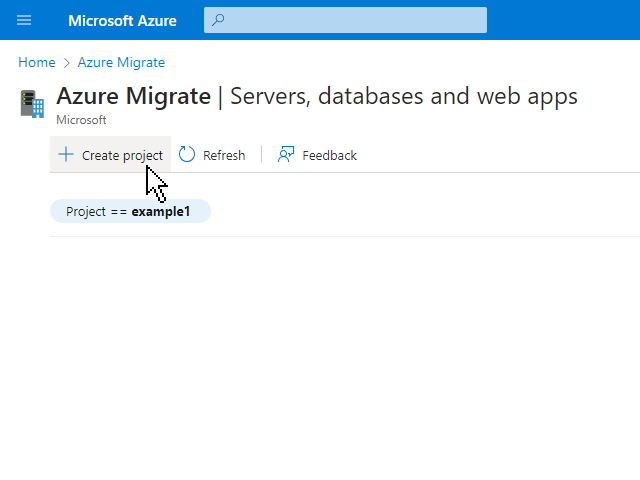 Microsoft Azure
Home > Azure Migrate
Azure Migrate | Servers, databases and web apps
Microsoft
Create project Refresh Feedback
Project == example1